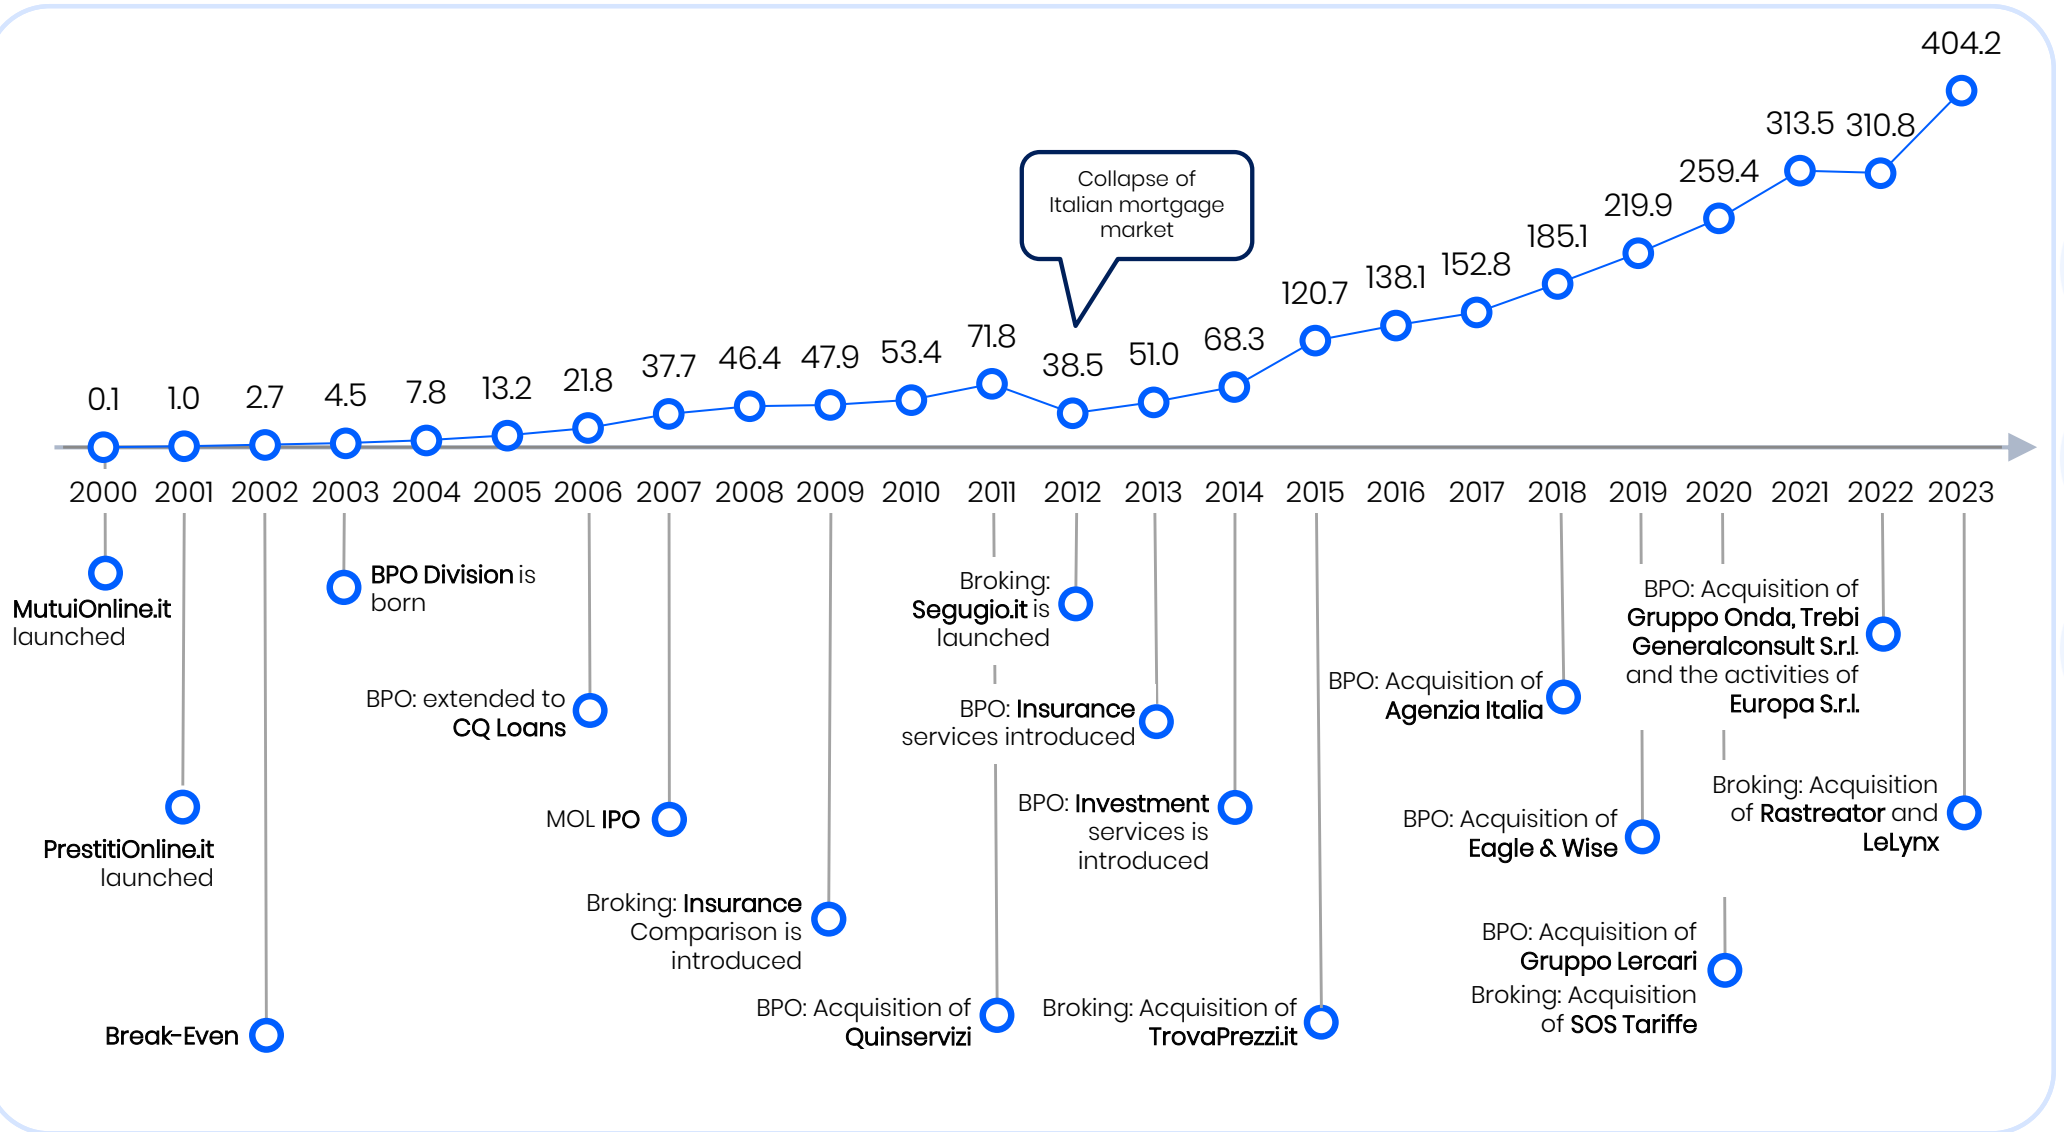 404.2
313.5
310.8
259.4
219.9
185.1
152.8
138.1
120.7
Collapse of
Italian mortgage
market
68.3
51.0
38.5
71.8
53.4
47.9
46.4
37.7
21.8
13.2
7.8
4.5
2.7
1.0
0.1
2000 2001 2002 2003 2004 2005 2006 2007 2008 2009 2010 2011 2012 2013 2014 2015 2016 2017 2018 2019 2020 2021 2022 2023
MutuiOnline.it
launched
PrestitiOnline.it
launched
Break-Even
BPO Division is
born
BPO: extended to
CQ Loans
MOL IPO
Broking: Insurance
Comparison is
introduced
BPO: Acquisition of
Quinservizi
Broking:
Segugio.it is
launched
BPO: Insurance
services introduced
BPO: Investment
services is
introduced
Broking: Acquisition of
TrovaPrezzi.it
BPO: Acquisition of
Agenzia Italia
BPO: Acquisition of
Eagle & Wise
BPO: Acquisition of
Gruppo Lercari
Broking: Acquisition
of SOS Tariffe
BPO: Acquisition of
Gruppo Onda, Trebi
Generalconsult S.r.l.
and the activities of
Europa S.r.l.
Broking: Acquisition
of Rastreator and
LeLynx